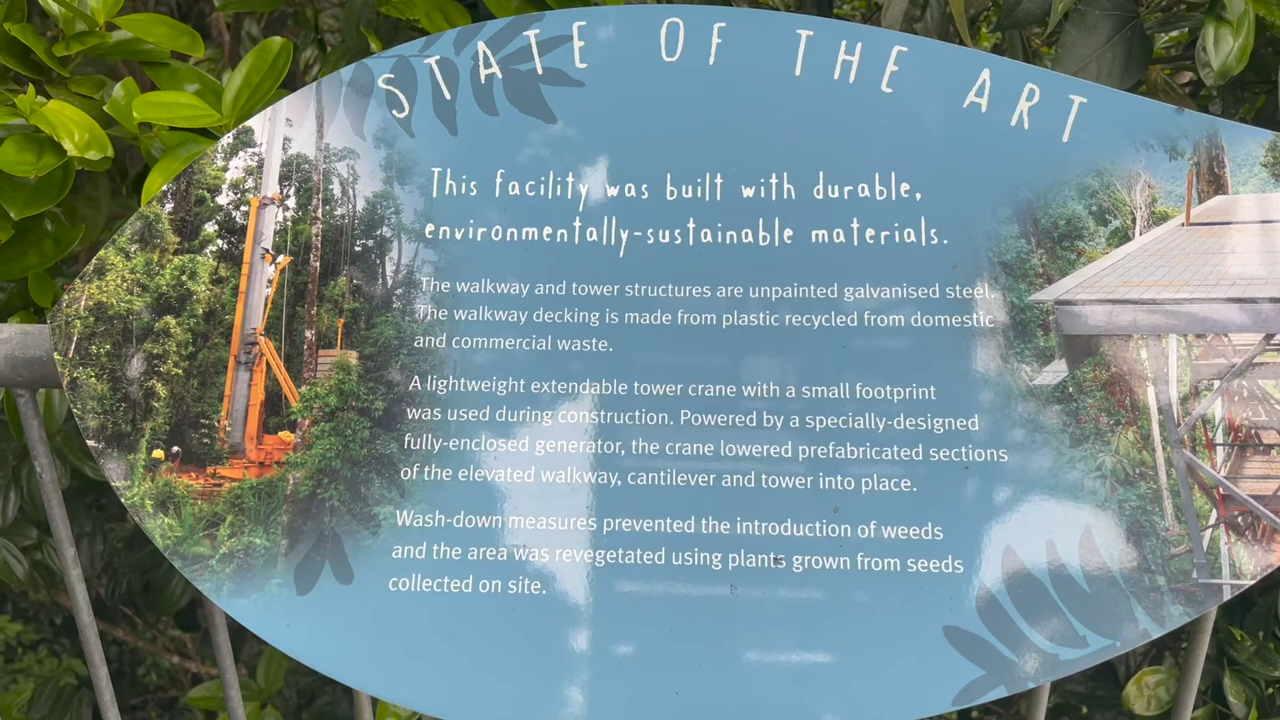 STATE OF THE ART
This facility was built with durable,
environmentally-sustainable materials.
The walkway and tower structures are unpainted galvanised steel.
The walkway decking is made from plastic recycled from domestic
and commercial waste.
A lightweight extendable tower crane with a small footprint
was used during construction. Powered by a specially-designed
fully-enclosed generator, the crane lowered prefabricated sections
of the elevated walkway, cantilever and tower into place.
Wash-down measures prevented the introduction of weeds
and the area was revegetated using plants grown from seeds
collected on site.